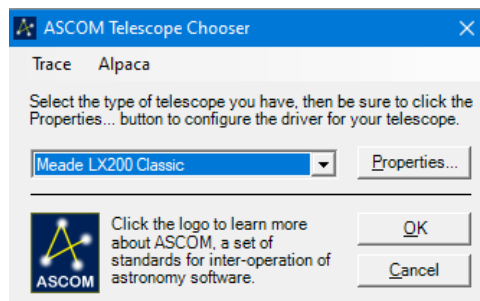 ASCOM Telescope Chooser
Trace Alpaca
Select the type of telescope you have, then be sure to click the
Properties... button to configure the driver for your telescope.
Meade LX200 Classic
Properties...
Click the logo to learn more
about ASCOM, a set of
standards for inter-operation of
astronomy software.
ASCOM
OK
Cancel